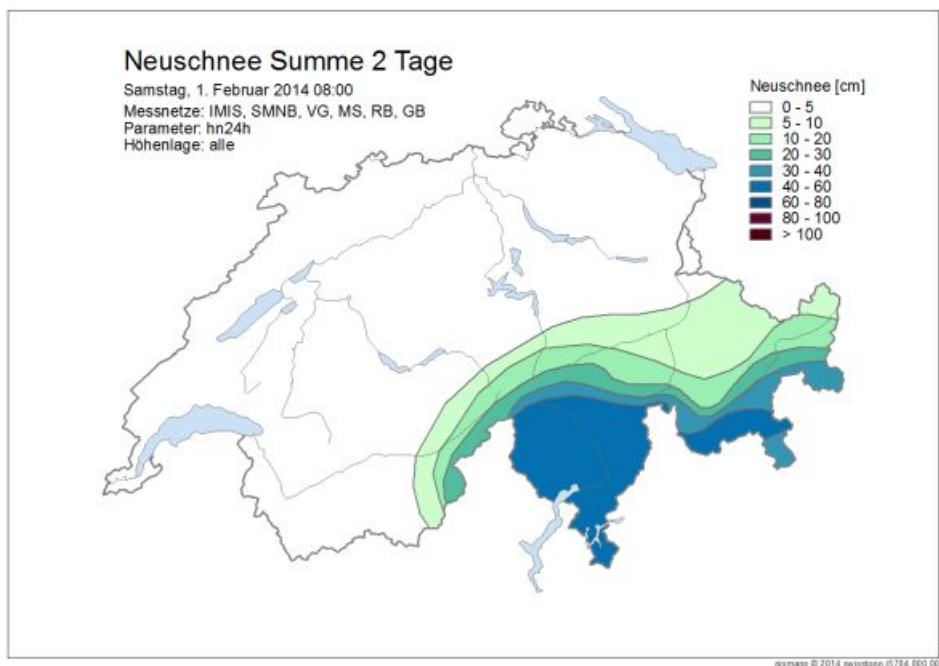 Neuschnee Summe 2 Tage
Samstag, 1. Februar 2014 08:00
Messnetze: IMIS, SMNB, VG, MS, RB, GB
Parameter: hn24h
Höhenlage: alle
Neuschnee [cm]
0 - 5
5 - 10
10 - 20
20 - 30
30 - 40
40 - 60
60 - 80
80 - 100
> 100
© 2014 swisstopo